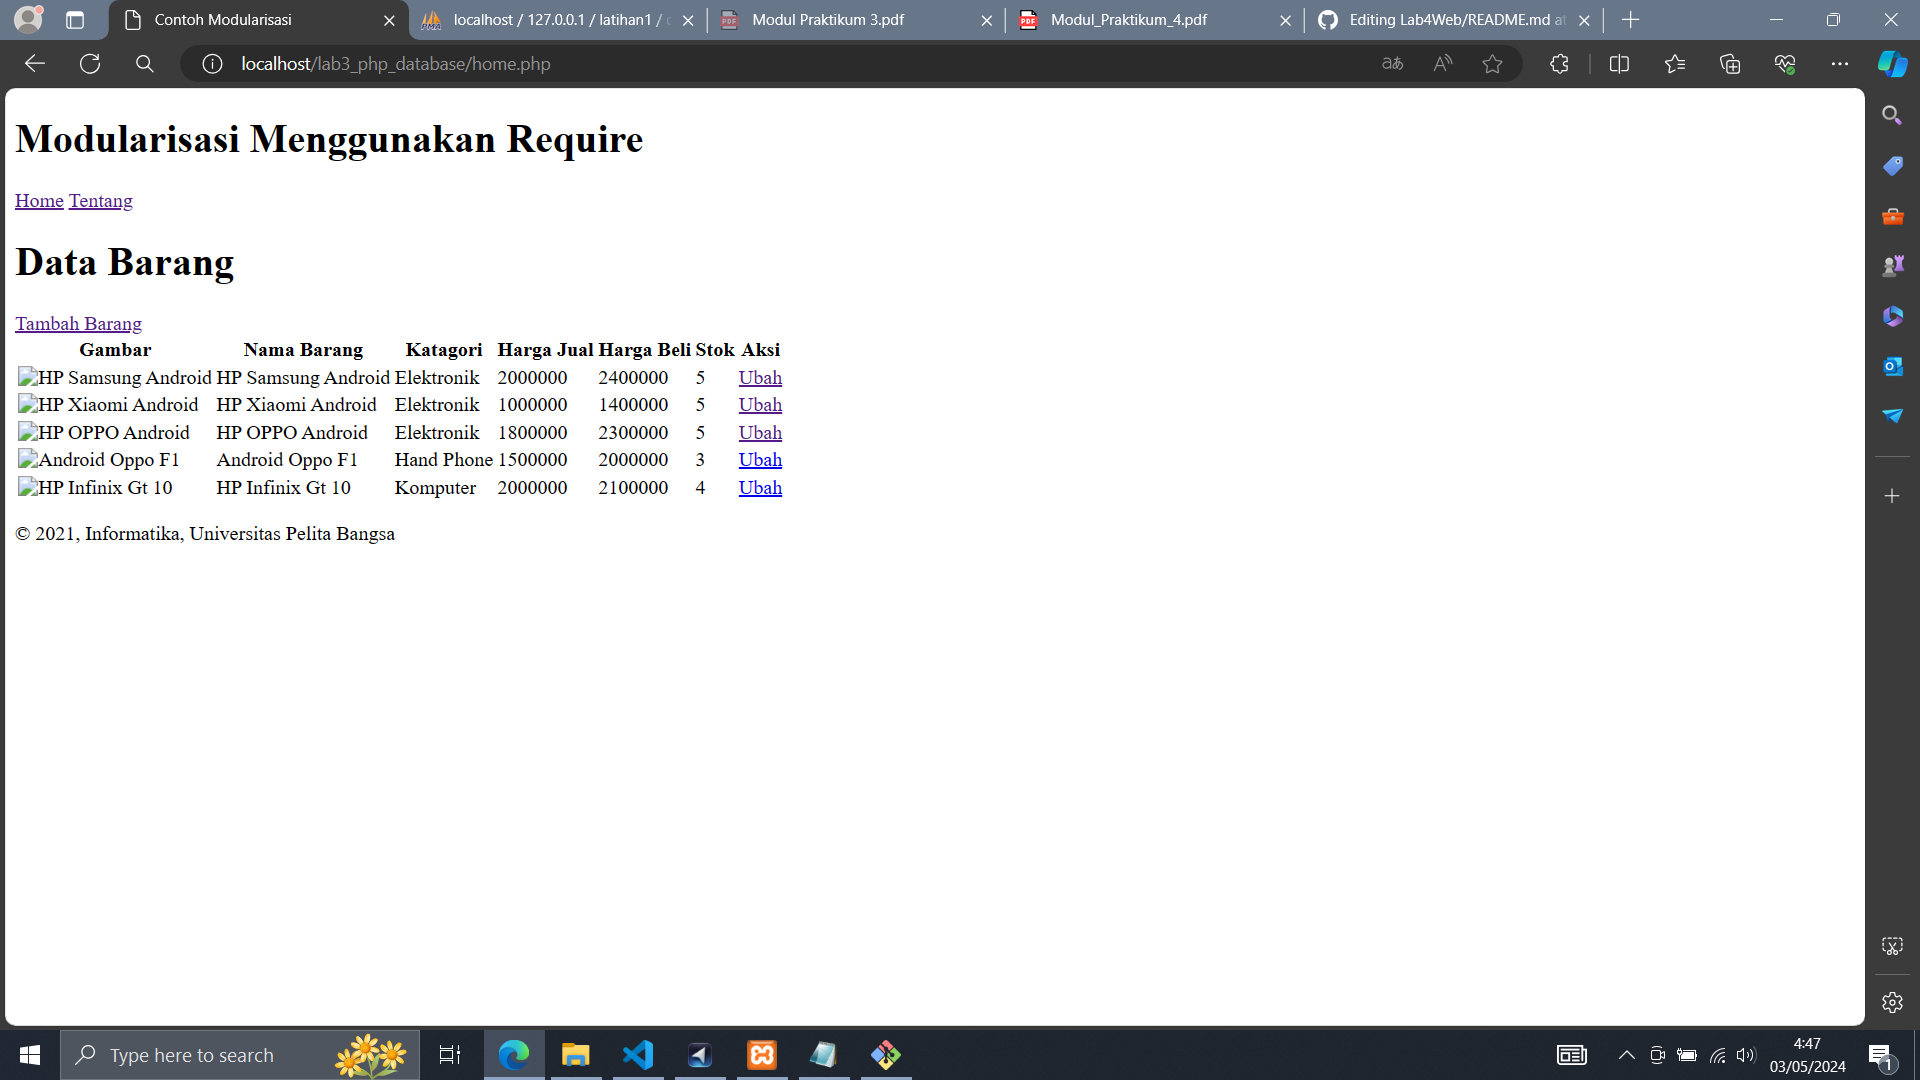 Contoh Modularisasi
localhost / 127.0.0.1 / latihan1 /
Modul Praktikum 3.pdf
Modul_Praktikum_4.pdf
Editing Lab4Web/README.md at
localhost/lab3_php_database/home.php
Modularisasi Menggunakan Require
Home Tentang
Data Barang
Tambah Barang
Gambar Nama Barang Katagori Harga Jual Harga Beli Stok Aksi
HP Samsung Android HP Samsung Android Elektronik 2000000 2400000 5 Ubah
HP Xiaomi Android HP Xiaomi Android Elektronik 1000000 1400000 5 Ubah
HP OPPO Android HP OPPO Android Elektronik 1800000 2300000 5 Ubah
Android Oppo F1 Android Oppo F1 Hand Phone 1500000 2000000 3 Ubah
HP Infinix Gt 10 HP Infinix Gt 10 Komputer 2000000 2100000 4 Ubah
© 2021, Informatika, Universitas Pelita Bangsa
Type here to search
4:47
03/05/2024
1